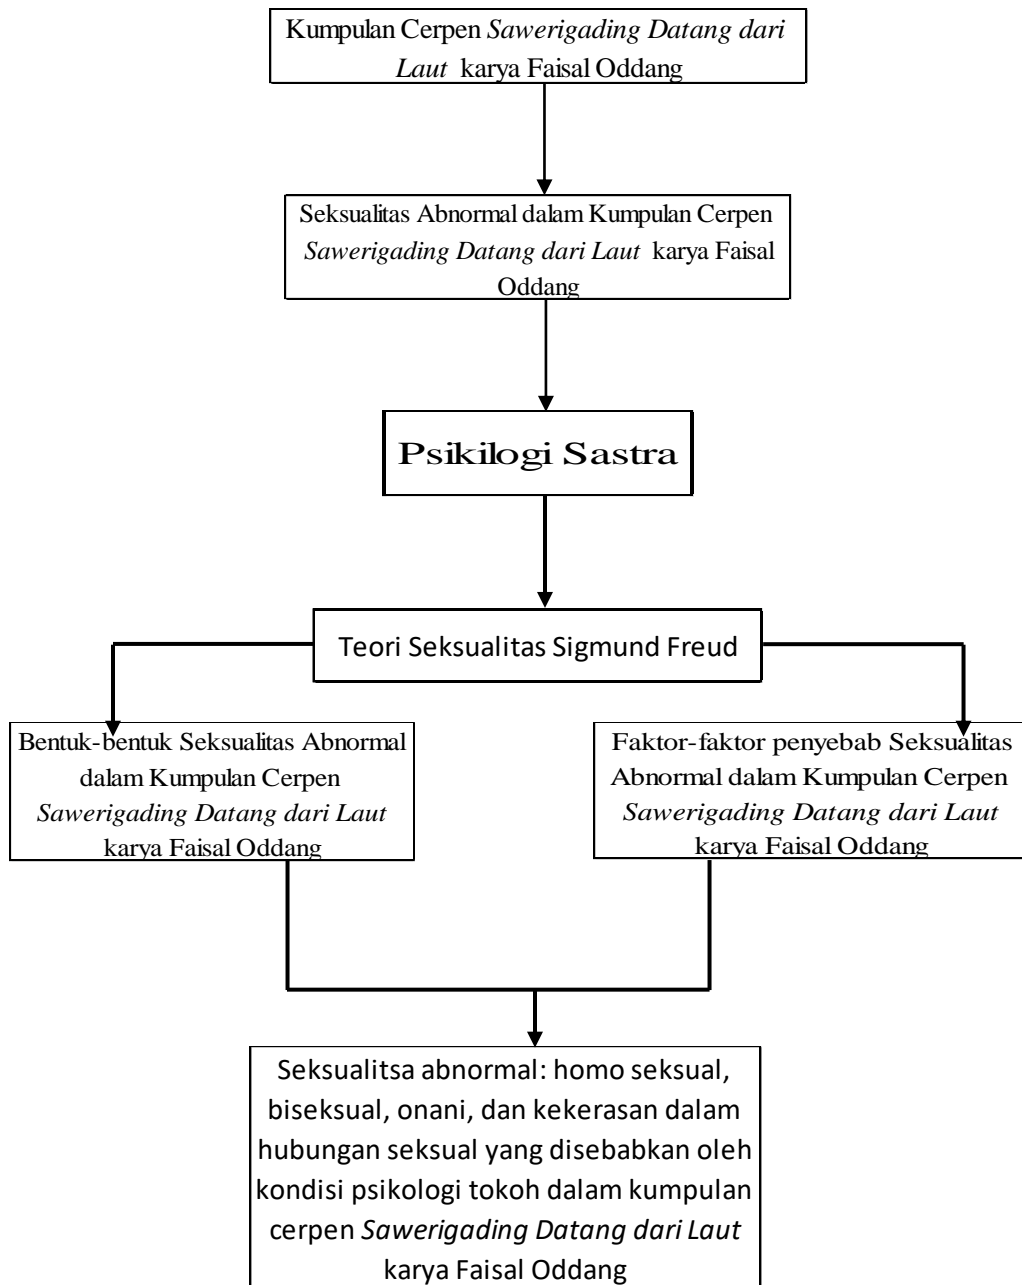 Kumpulan Cerpen Sawerigading Datang dari
Laut karya Faisal Oddang
Seksualitas Abnormal dalam Kumpulan Cerpen
Sawerigading Datang dari Laut karya Faisal
Oddang
Psikilogi Sastra
Teori Seksualitas Sigmund Freud
Bentuk-bentuk Seksualitas Abnormal
dalam Kumpulan Cerpen
Sawerigading Datang dari Laut
karya Faisal Oddang
Faktor-faktor penyebab Seksualitas
Abnormal dalam Kumpulan Cerpen
Sawerigading Datang dari Laut
karya Faisal Oddang
Seksualitsa abnormal: homo seksual,
biseksual, onani, dan kekerasan dalam
hubungan seksual yang disebabkan oleh
kondisi psikologi tokoh dalam kumpulan
cerpen Sawerigading Datang dari Laut
karya Faisal Oddang